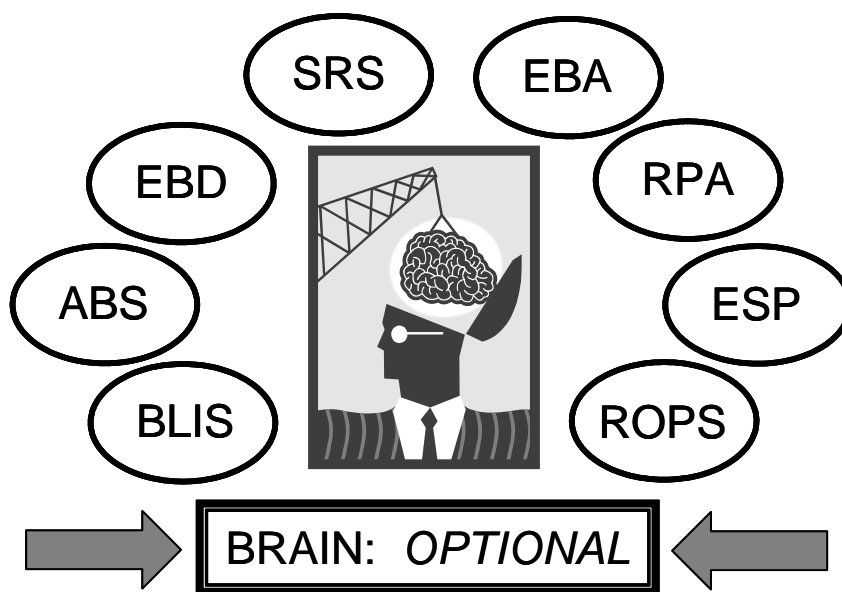 SRS
EBA
EBD
RPA
ABS
ESP
BLIS
ROPS
BRAIN: OPTIONAL